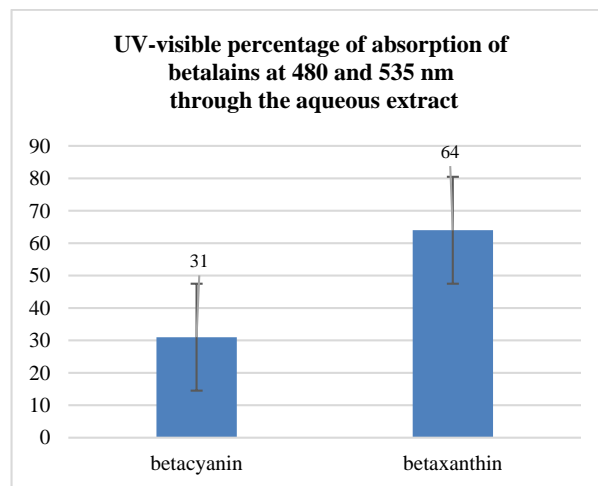 UV-visible percentage of absorption of
betalains at 480 and 535 nm
through the aqueous extract
90
80
70
60
50
40
30
20
10
0
31
64
betacyanin
betaxanthin